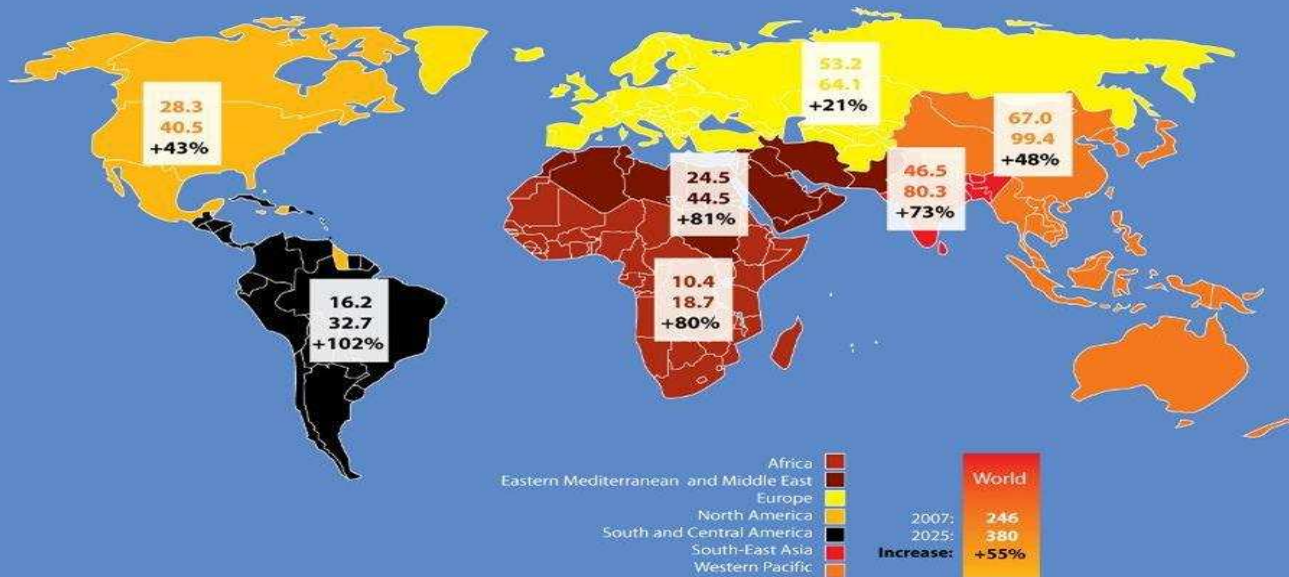 53.2
64.1
+21%
28.3
40.5
+43%
67.0
99.4
+48%
24.5
44.5
+81%
46.5
80.3
+73%
10.4
18.7
+80%
16.2
32.7
+102%
Africa
Eastern Mediterranean and Middle East
Europe
North America
South and Central America
South-East Asia
Western Pacific
World
2007: 246
2025: 380
Increase: +55%